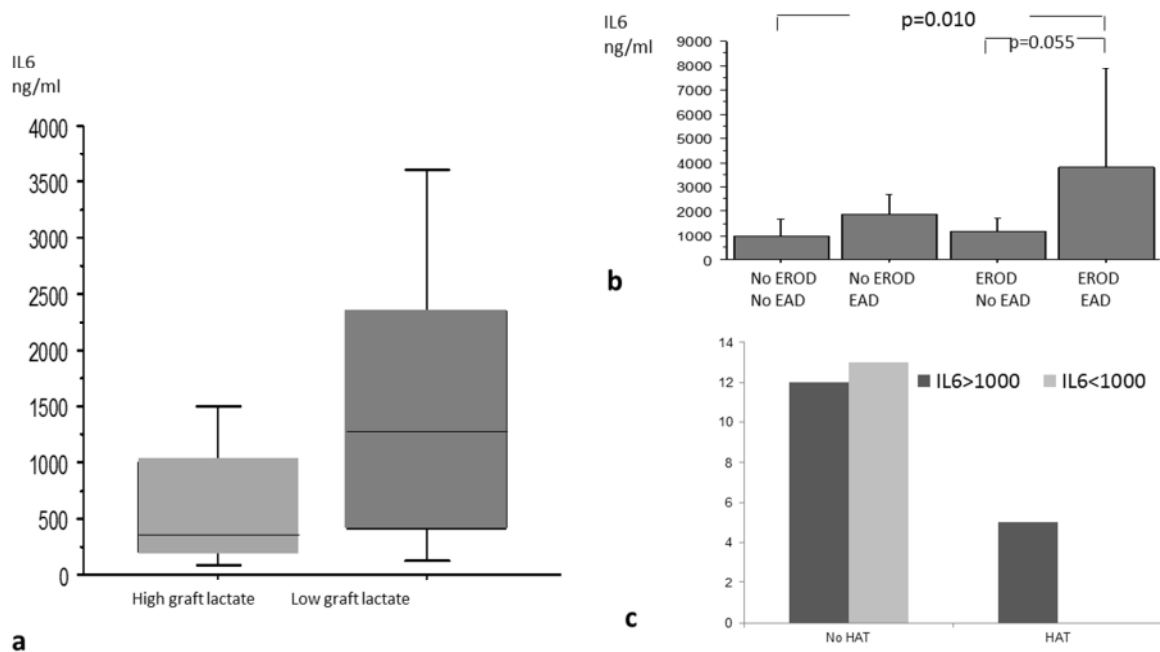 IL6
ng/ml
4000
3500
3000
2500
2000
1500
1000
500
0
High graft lactate Low graft lactate
a
IL6
ng/ml
p=0.010
p=0.055
9000
8000
7000
6000
5000
4000
3000
2000
1000
0
No EROD No EROD EROD EROD
No EAD EAD No EAD EAD
b
14
12
10
8
6
4
2
0
IL6>1000 IL6<1000
No HAT HAT
c